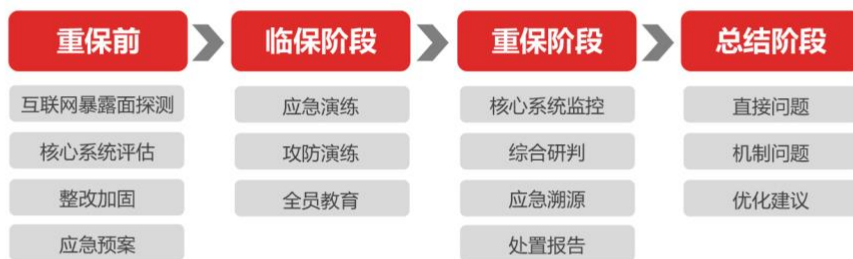 重保前
临保阶段
重保阶段
总结阶段
互联网暴露面探测
应急演练
核心系统监控
直接问题
核心系统评估
攻防演练
综合研判
机制问题
整改加固
全员教育
应急溯源
优化建议
应急预案
处置报告